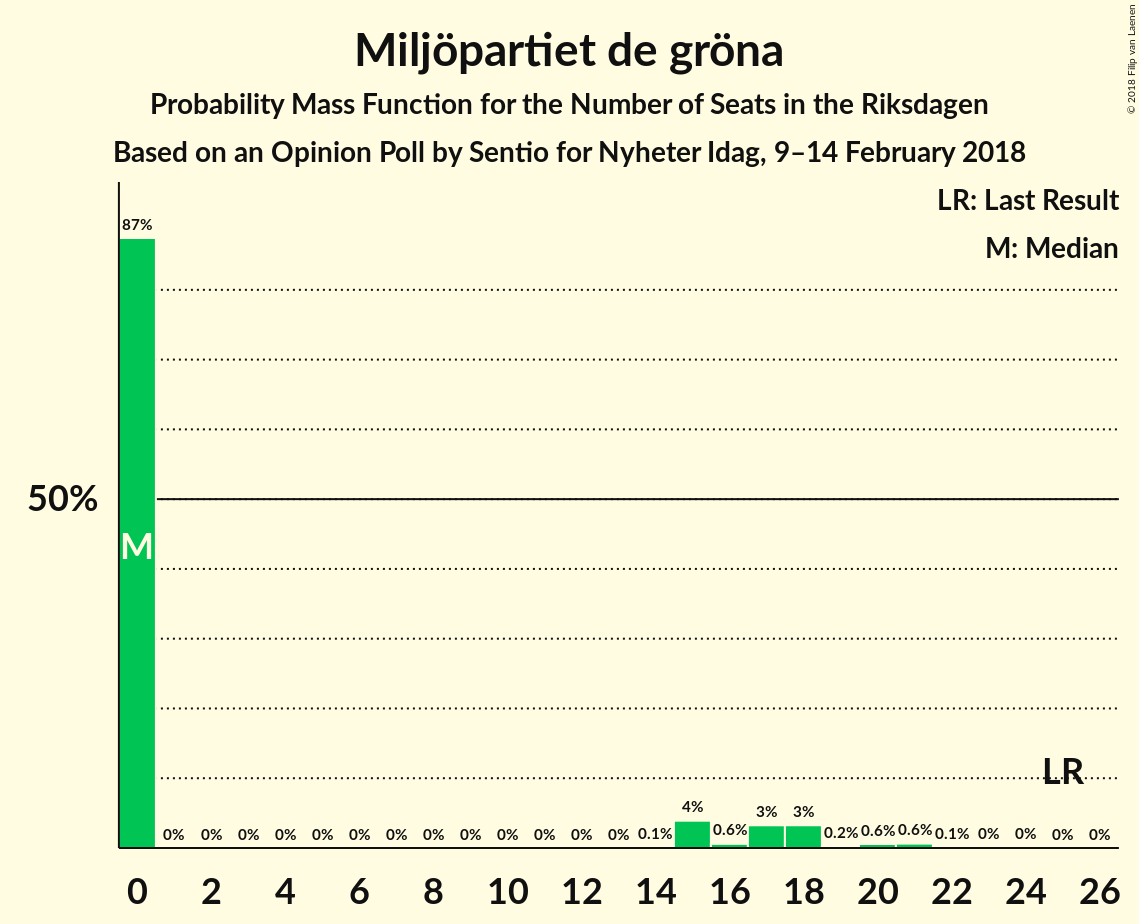 Miljöpartiet de gröna
Probability Mass Function for the Number of Seats in the Riksdagen
Based on an Opinion Poll by Sentio for Nyheter Idag, 9–14 February 2018
© 2018 Filip van Laenen
LR: Last Result
M: Median
87%
50%
M
LR
0% 0% 0% 0% 0% 0% 0% 0% 0% 0% 0% 0% 0% 0.1% 4% 0.6% 3% 3% 0.2% 0.6% 0.6% 0.1% 0% 0% 0% 0%
0 2 4 6 8 10 12 14 16 18 20 22 24 26